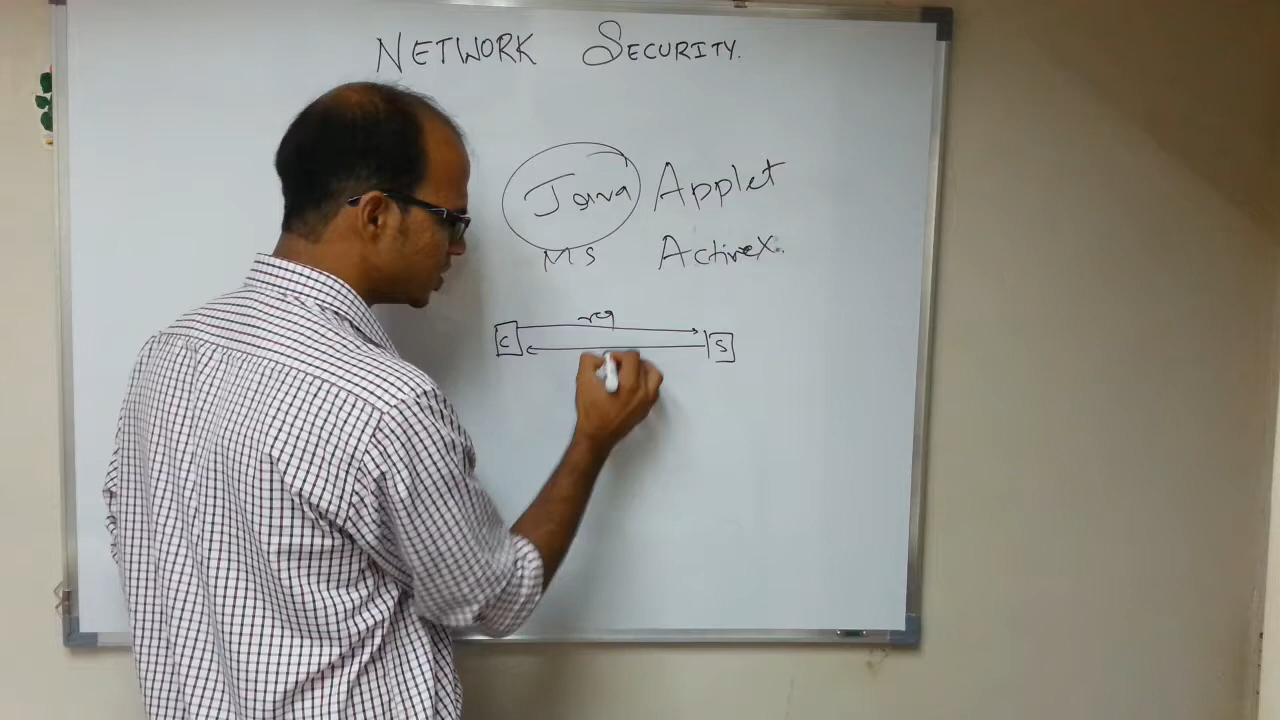 NETWORK SECURITY.
Java Applet
MS ActiveX.
req
C S